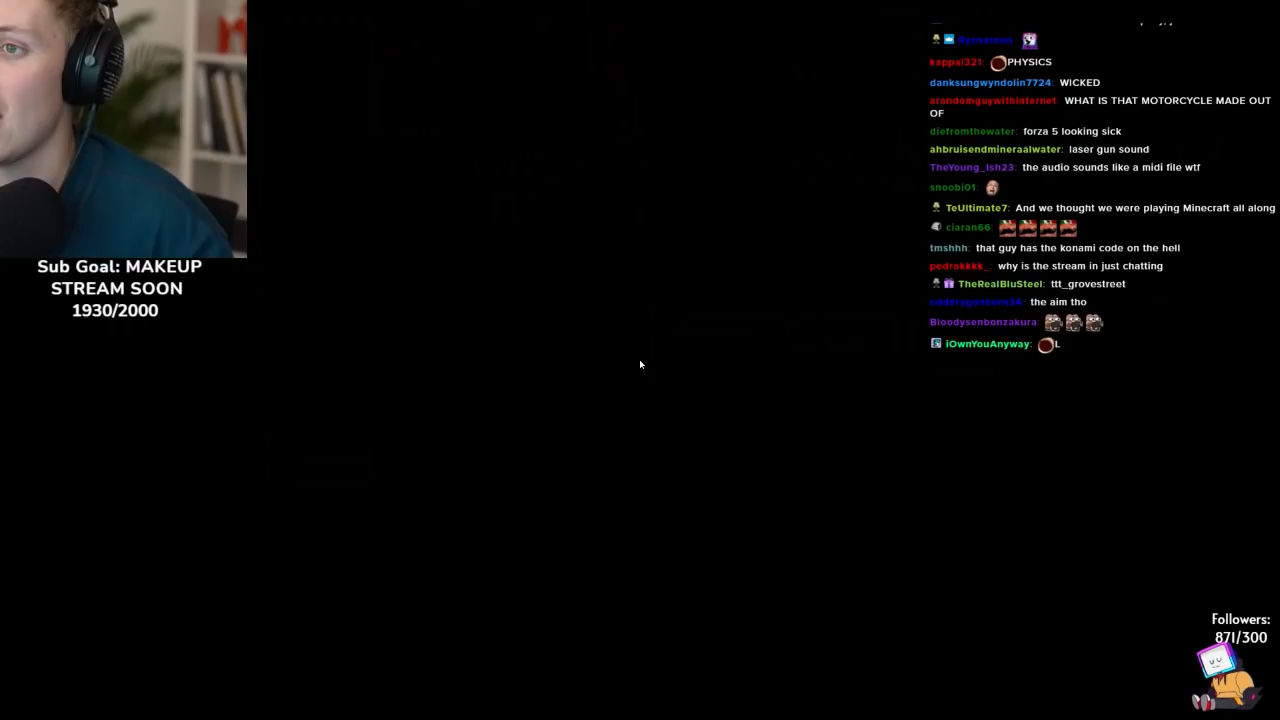 kappal321: PHYSICS
danksungwyndolin7724: WICKED
arandomguywithinternet: WHAT IS THAT MOTORCYCLE MADE OUT
OF
diefromthewater: forza 5 looking sick
ahbruisendmineraalwater: laser gun sound
TheYoung_Ish23: the audio sounds like a midi file wtf
snoobi01:
TeUltimate7: And we thought we were playing Minecraft all along
ciaran66:
tmshhh: that guy has the konami code on the hell
pedrokkkk_: why is the stream in just chatting
TheRealBluSteel: ttt_grovestreet
the aim tho
Bloodysenbonzakura:
iOwnYouAnyway: L
Sub Goal: MAKEUP
STREAM SOON
1930/2000
Followers:
871/300